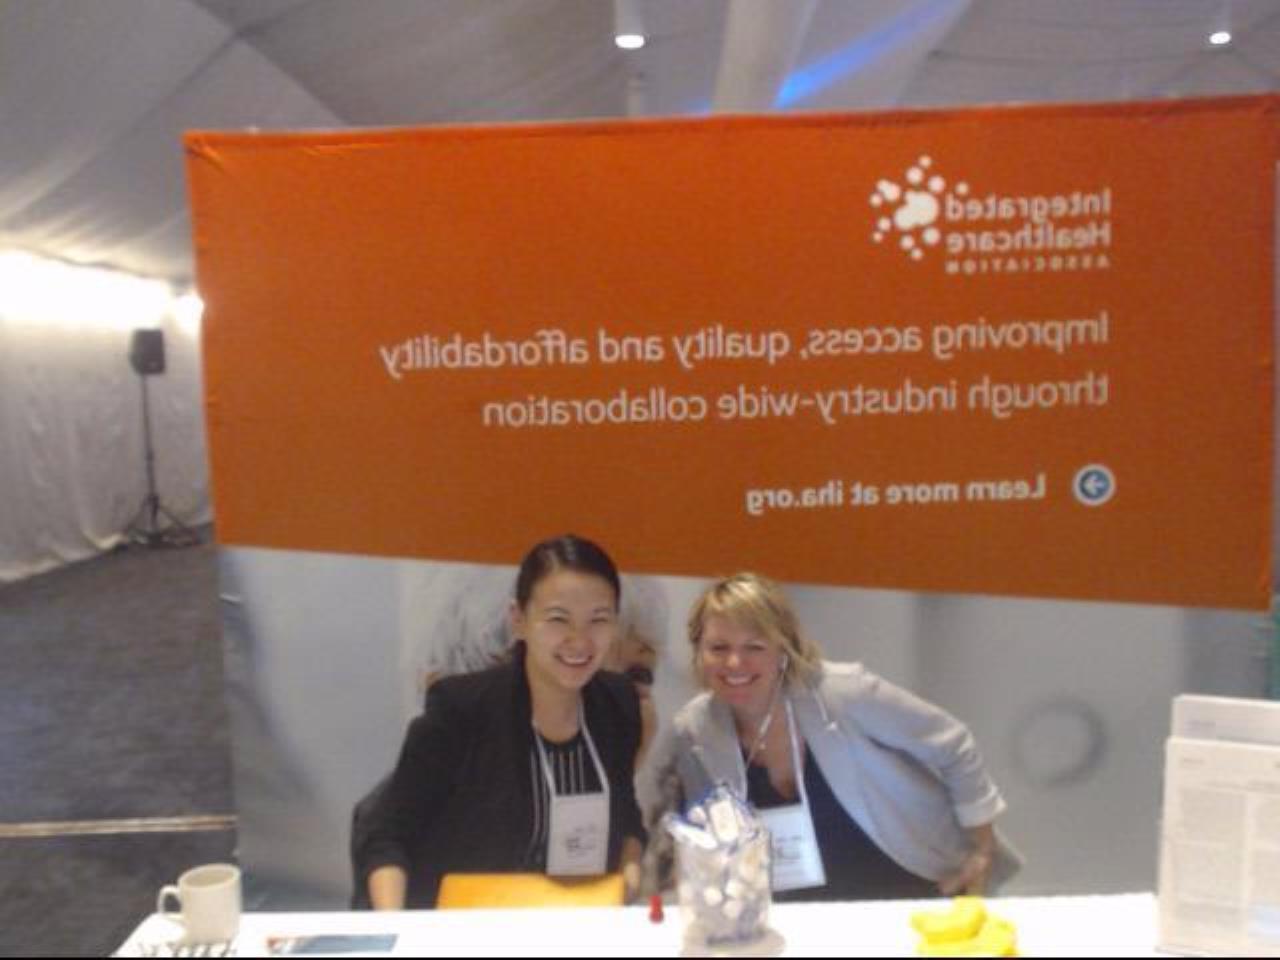 Integrated
Healthcare
ASSOCIATION
Improving access, quality and affordability
through industry-wide collaboration
Learn more at iha.org